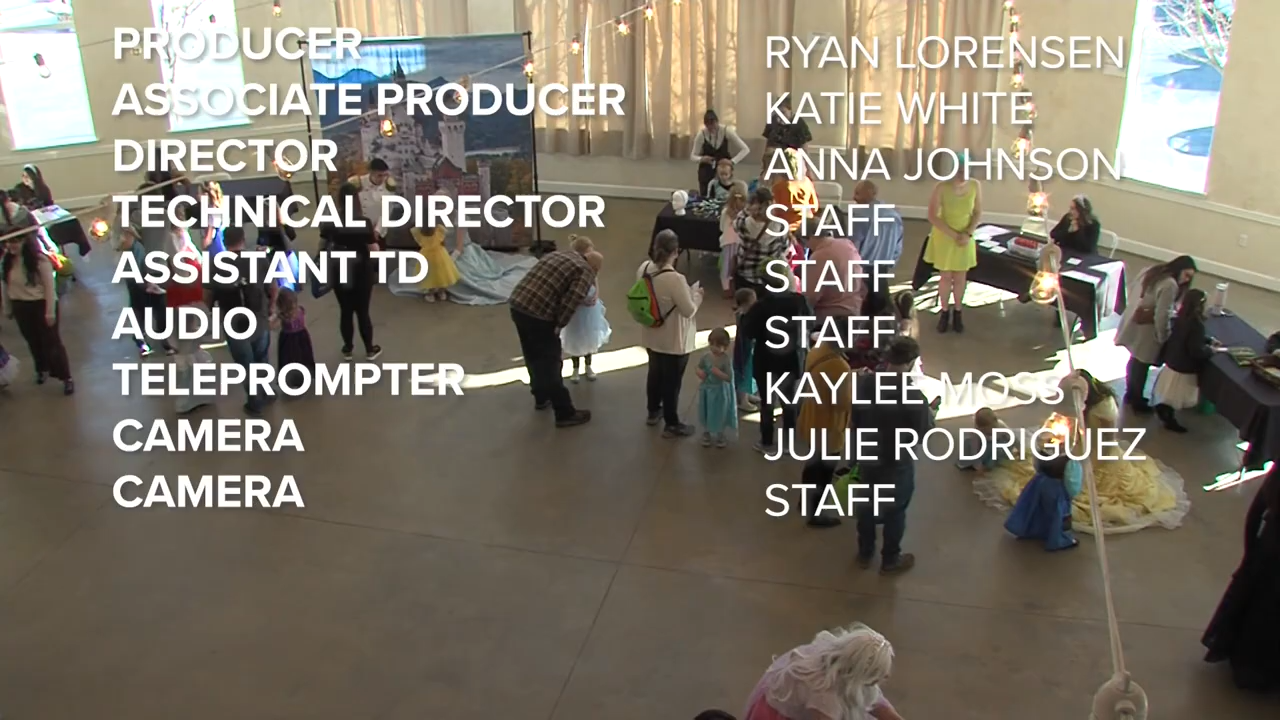 PRODUCER RYAN LORENSEN
ASSOCIATE PRODUCER KATIE WHITE
DIRECTOR ANNA JOHNSON
TECHNICAL DIRECTOR STAFF
ASSISTANT TD STAFF
AUDIO STAFF
TELEPROMPTER KAYLEE MOSS
CAMERA JULIE RODRIGUEZ
CAMERA STAFF